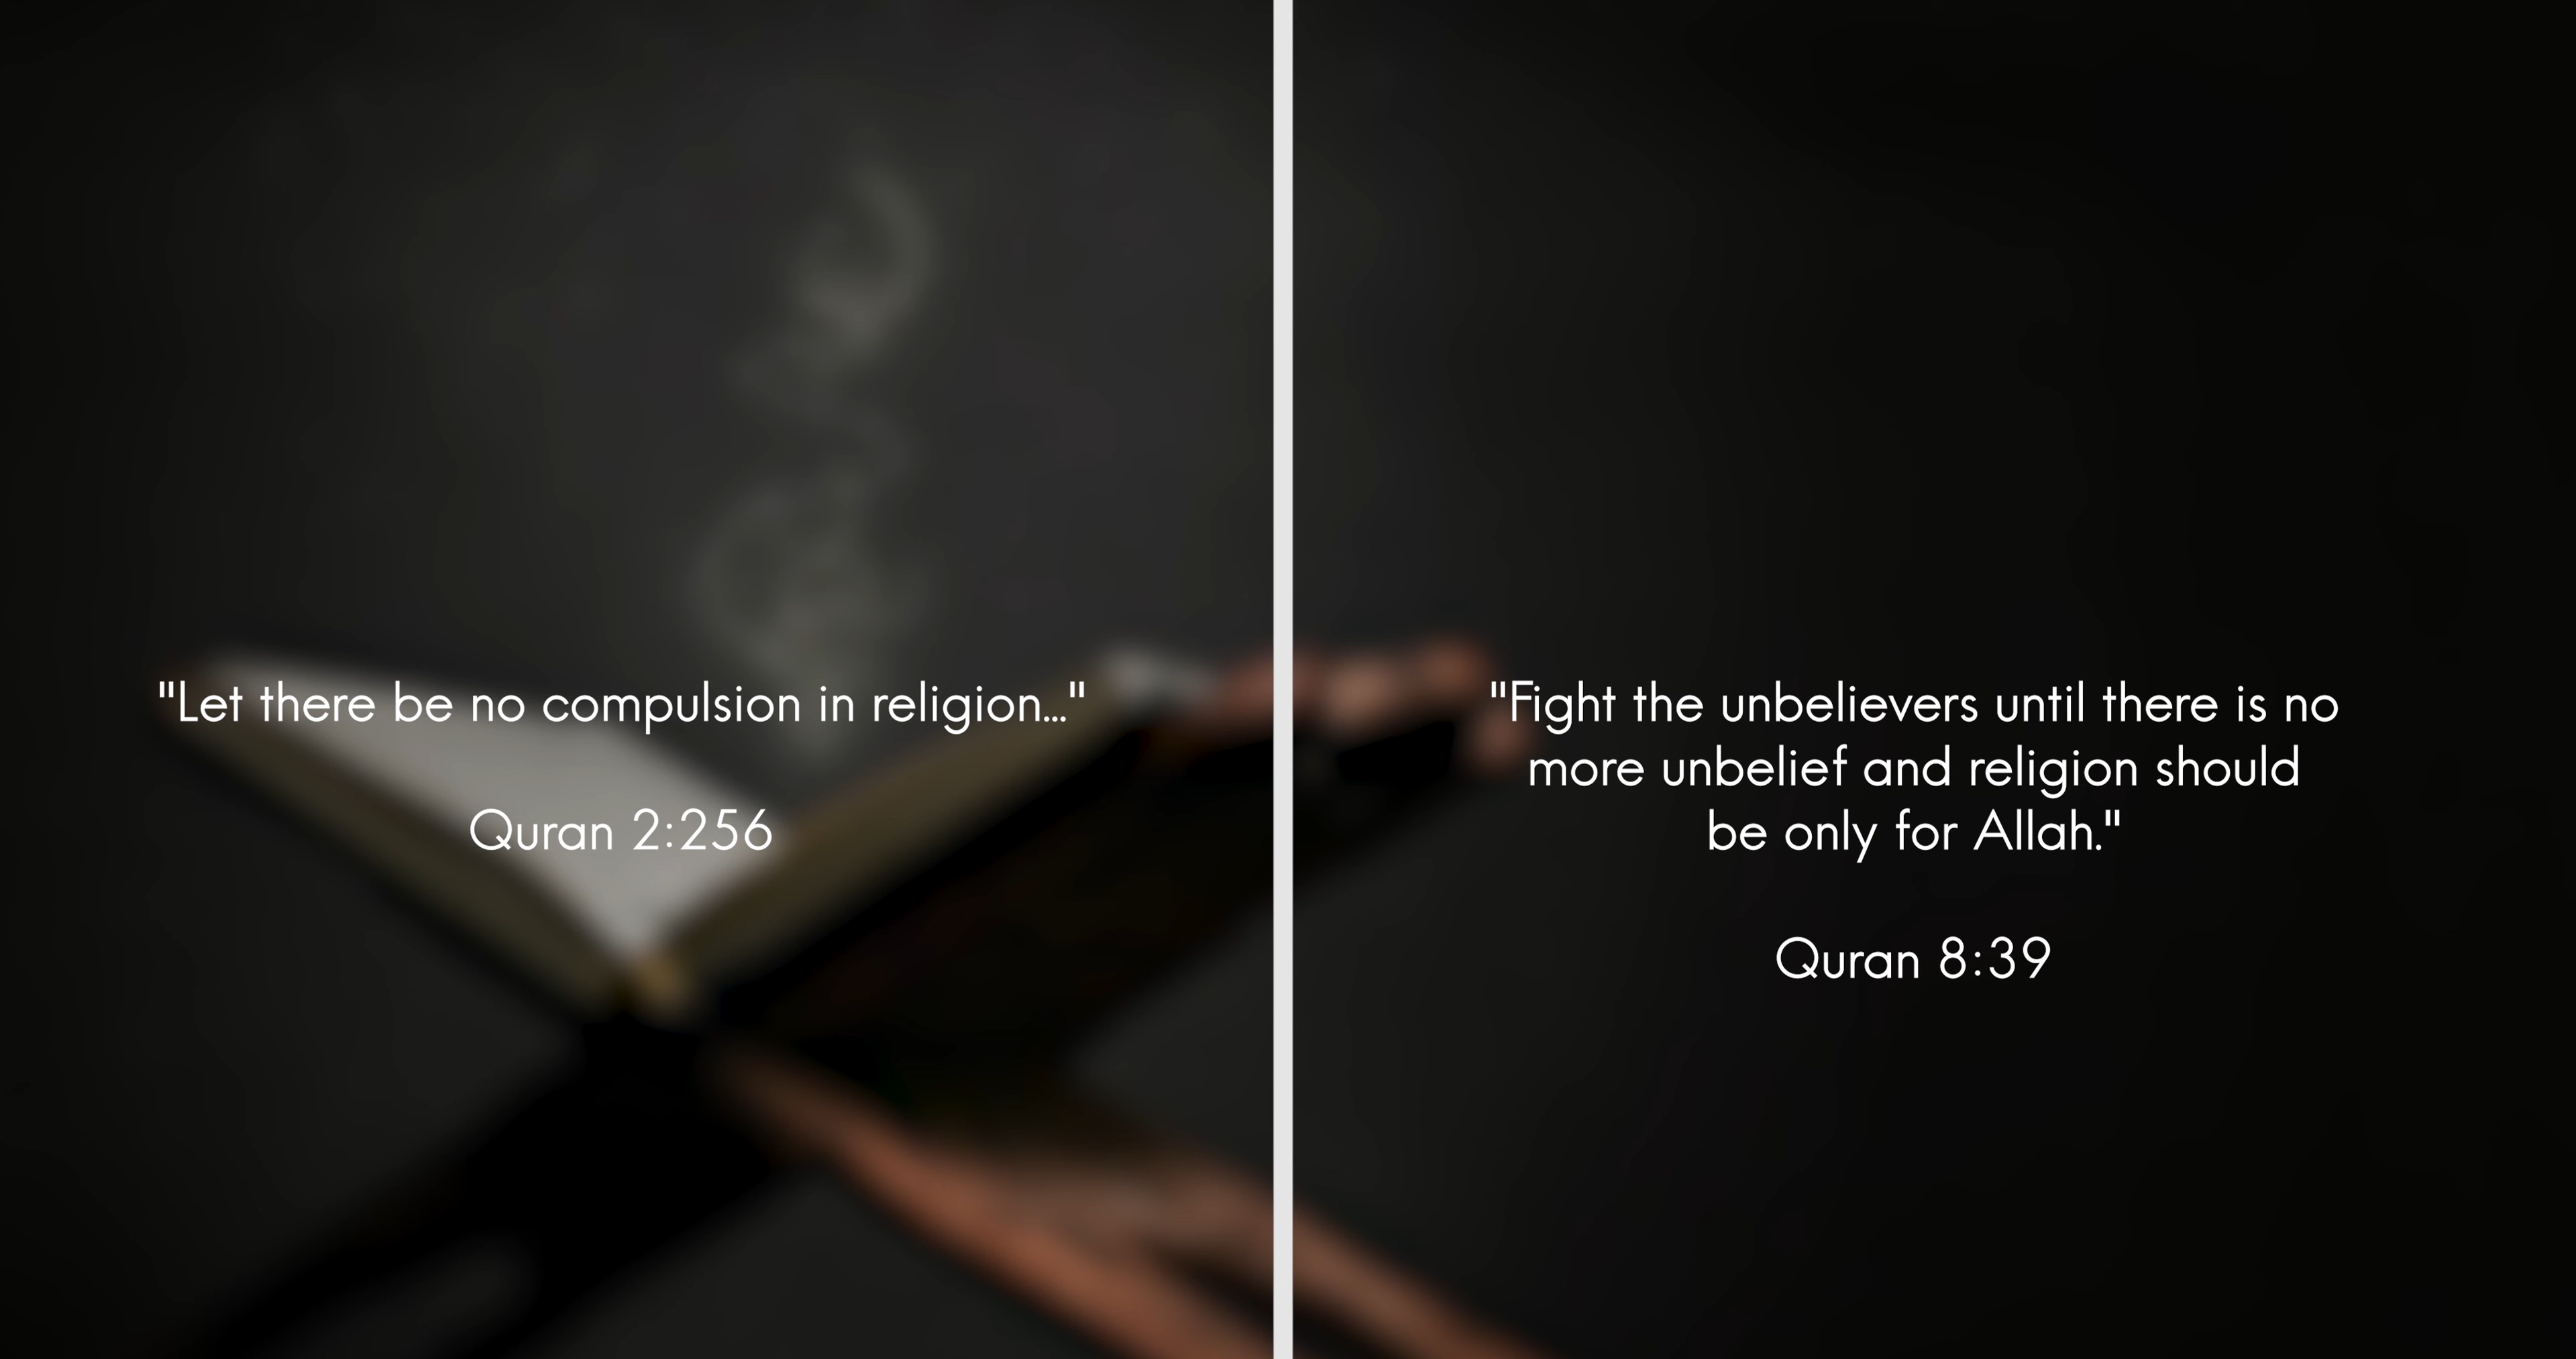 "Let there be no compulsion in religion..."
Quran 2:256
"Fight the unbelievers until there is no
more unbelief and religion should
be only for Allah."
Quran 8:39